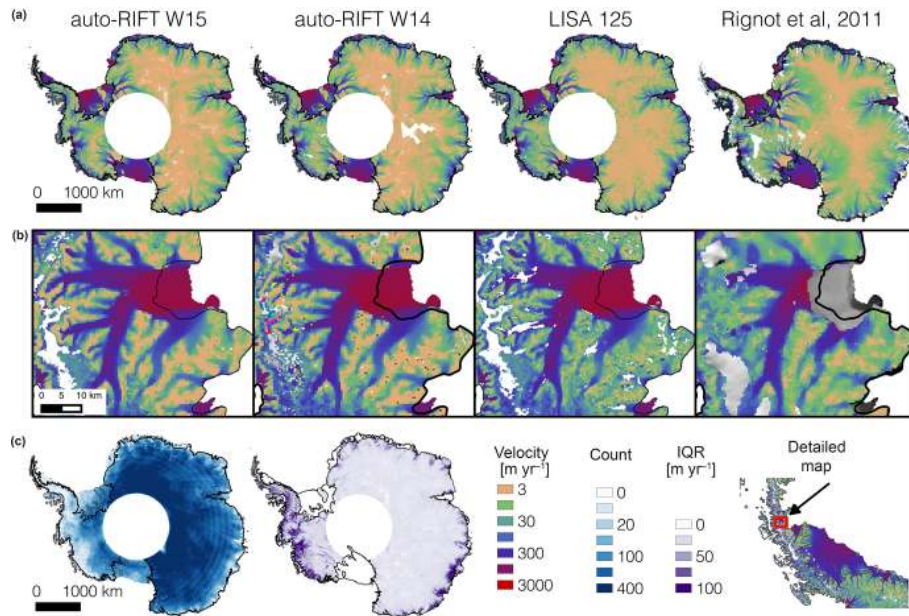 (a)
auto-RIFT W15
auto-RIFT W14
LISA 125
Rignot et al, 2011
0 1000 km
(b)
0 5 10 km
(c)
0 1000 km
Velocity
[m yr⁻¹]
3
30
300
3000
Count
0
20
100
400
IQR
[m yr⁻¹]
0
50
100
Detailed
map